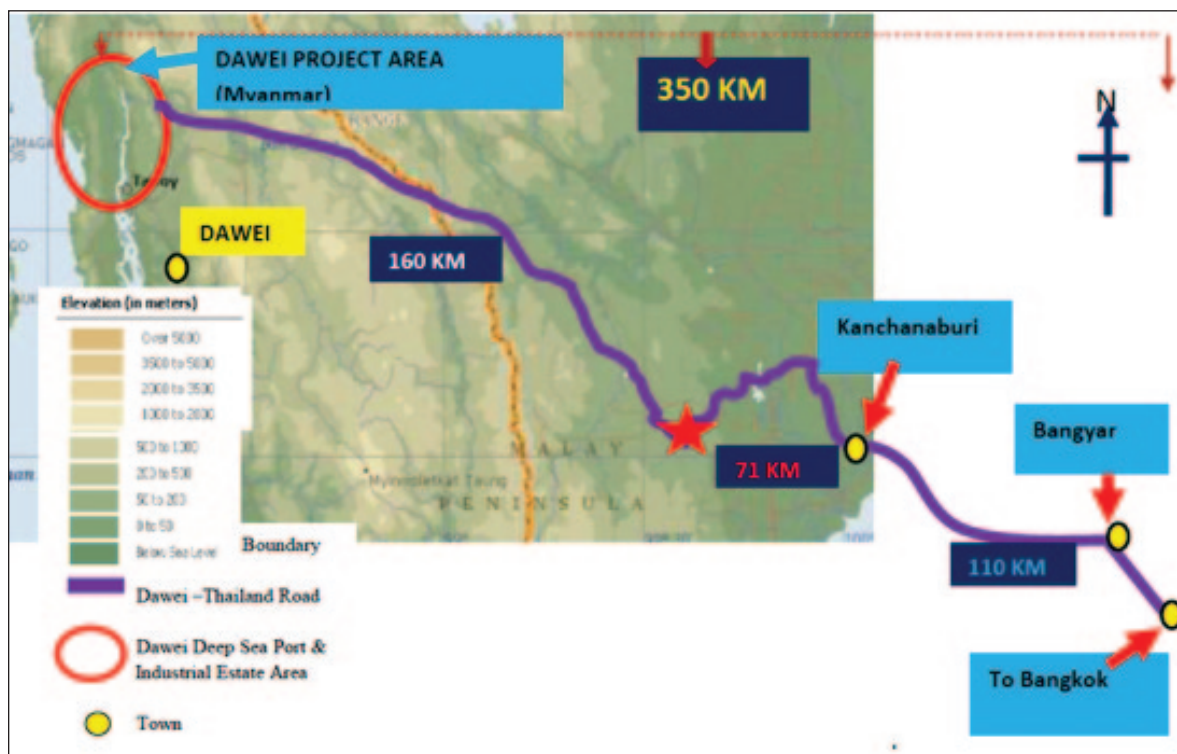 DAWEI PROJECT AREA
(Myanmar)
350 KM
N
RANGE
Tavoy
DAWEI
160 KM
Elevation (in meters)
Over 5000
3500 to 5000
2000 to 3500
1000 to 2000
500 to 1000
200 to 500
50 to 200
0 to 50
Below Sea Level
Kanchanaburi
Bangyar
MALAY
PENINSULA
71 KM
110 KM
To Bangkok
Boundary
Dawei –Thailand Road
Dawei Deep Sea Port &
Industrial Estate Area
Town